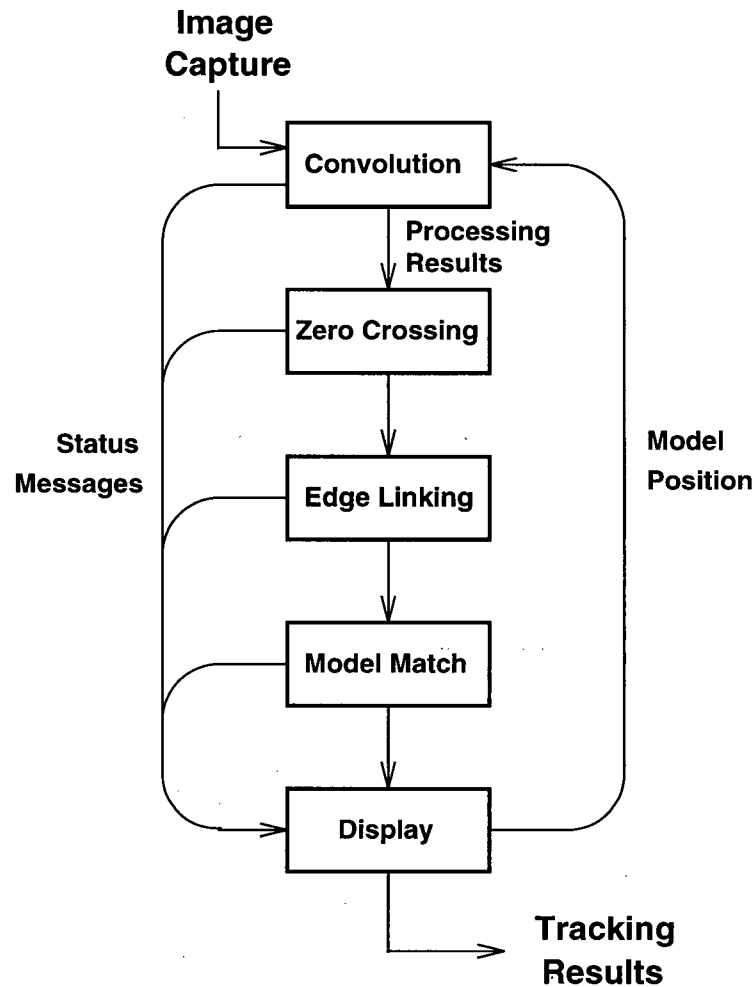 Image
Capture
Convolution
Processing
Results
Zero Crossing
Status
Messages
Model
Position
Edge Linking
Model Match
Display
Tracking
Results